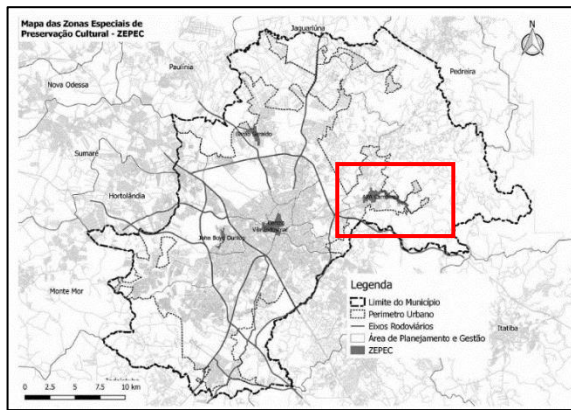 Mapa das Zonas Especiais de
Preservação Cultural - ZEPEC
Jaguariúna
N
Paulínia
Pedreira
Nova Odessa
Sumaré
Hortolândia
Monte Mor
Itatiba
Legenda
Limite do Município
Perímetro Urbano
Eixos Rodoviários
Área de Planejamento e Gestão
ZEPEC
0 2.5 5 7.5 10 km